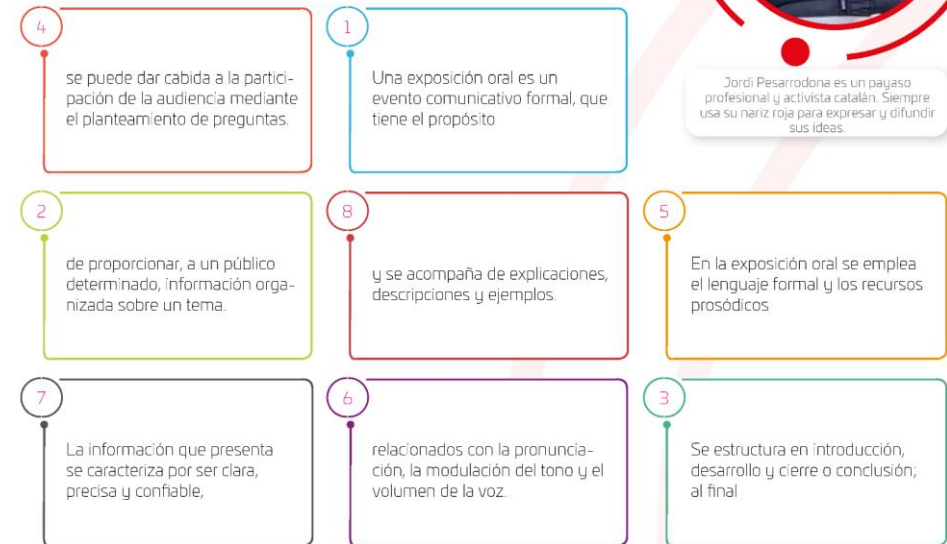 4
se puede dar cabida a la partici-
pación de la audiencia mediante
el planteamiento de preguntas.
1
Una exposición oral es un
evento comunicativo formal, que
tiene el propósito
Jordi Pesarrodona es un payaso
profesional y activista catalán. Siempre
usa su nariz roja para expresar y difundir
sus ideas.
2
de proporcionar, a un público
determinado, información orga-
nizada sobre un tema.
8
y se acompaña de explicaciones,
descripciones y ejemplos.
5
En la exposición oral se emplea
el lenguaje formal y los recursos
prosódicos
7
La información que presenta
se caracteriza por ser clara,
precisa y confiable,
6
relacionados con la pronuncia-
ción, la modulación del tono y el
volumen de la voz.
3
Se estructura en introducción,
desarrollo y cierre o conclusión;
al final